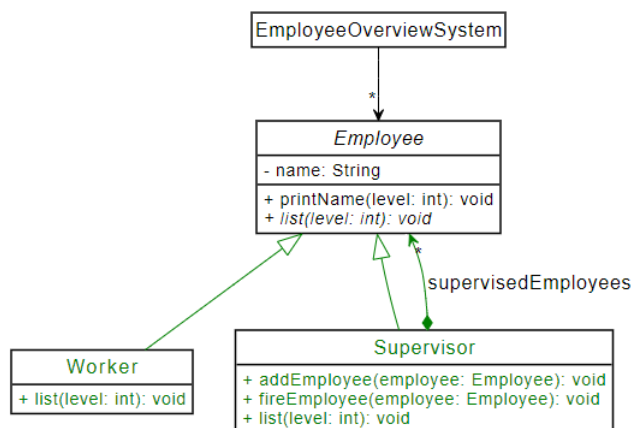 EmployeeOverviewSystem
*
Employee
- name: String
+ printName(level: int): void
+ list(level: int): void
*
supervisedEmployees
Worker
+ list(level: int): void
Supervisor
+ addEmployee(employee: Employee): void
+ fireEmployee(employee: Employee): void
+ list(level: int): void